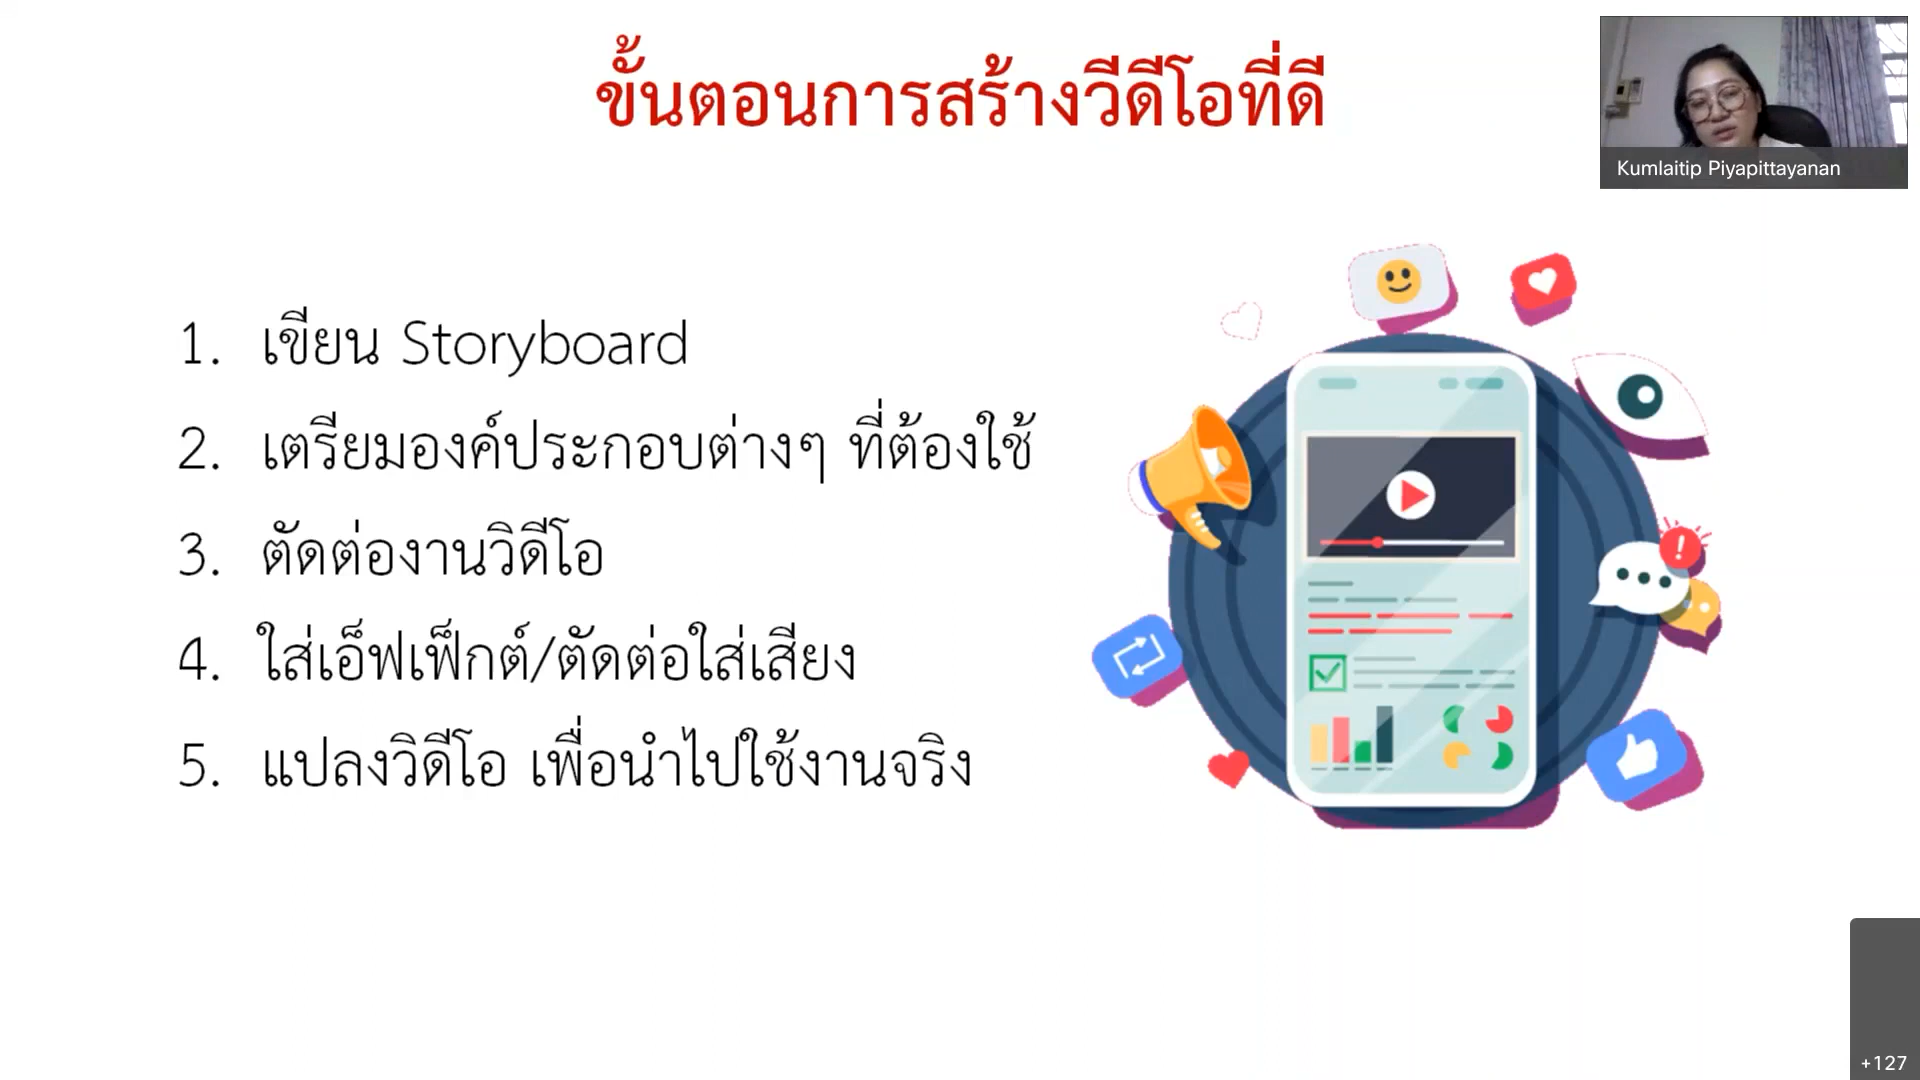 ขั้นตอนการสร้างวีดีโอที่ดี
Kumlaitip Piyapittayanan
1. เขียน Storyboard
2. เตรียมองค์ประกอบต่างๆ ที่ต้องใช้
3. ตัดต่องานวิดีโอ
4. ใส่เอ็ฟเฟ็กต์/ตัดต่อใส่เสียง
5. แปลงวิดีโอ เพื่อนำไปใช้งานจริง
+127